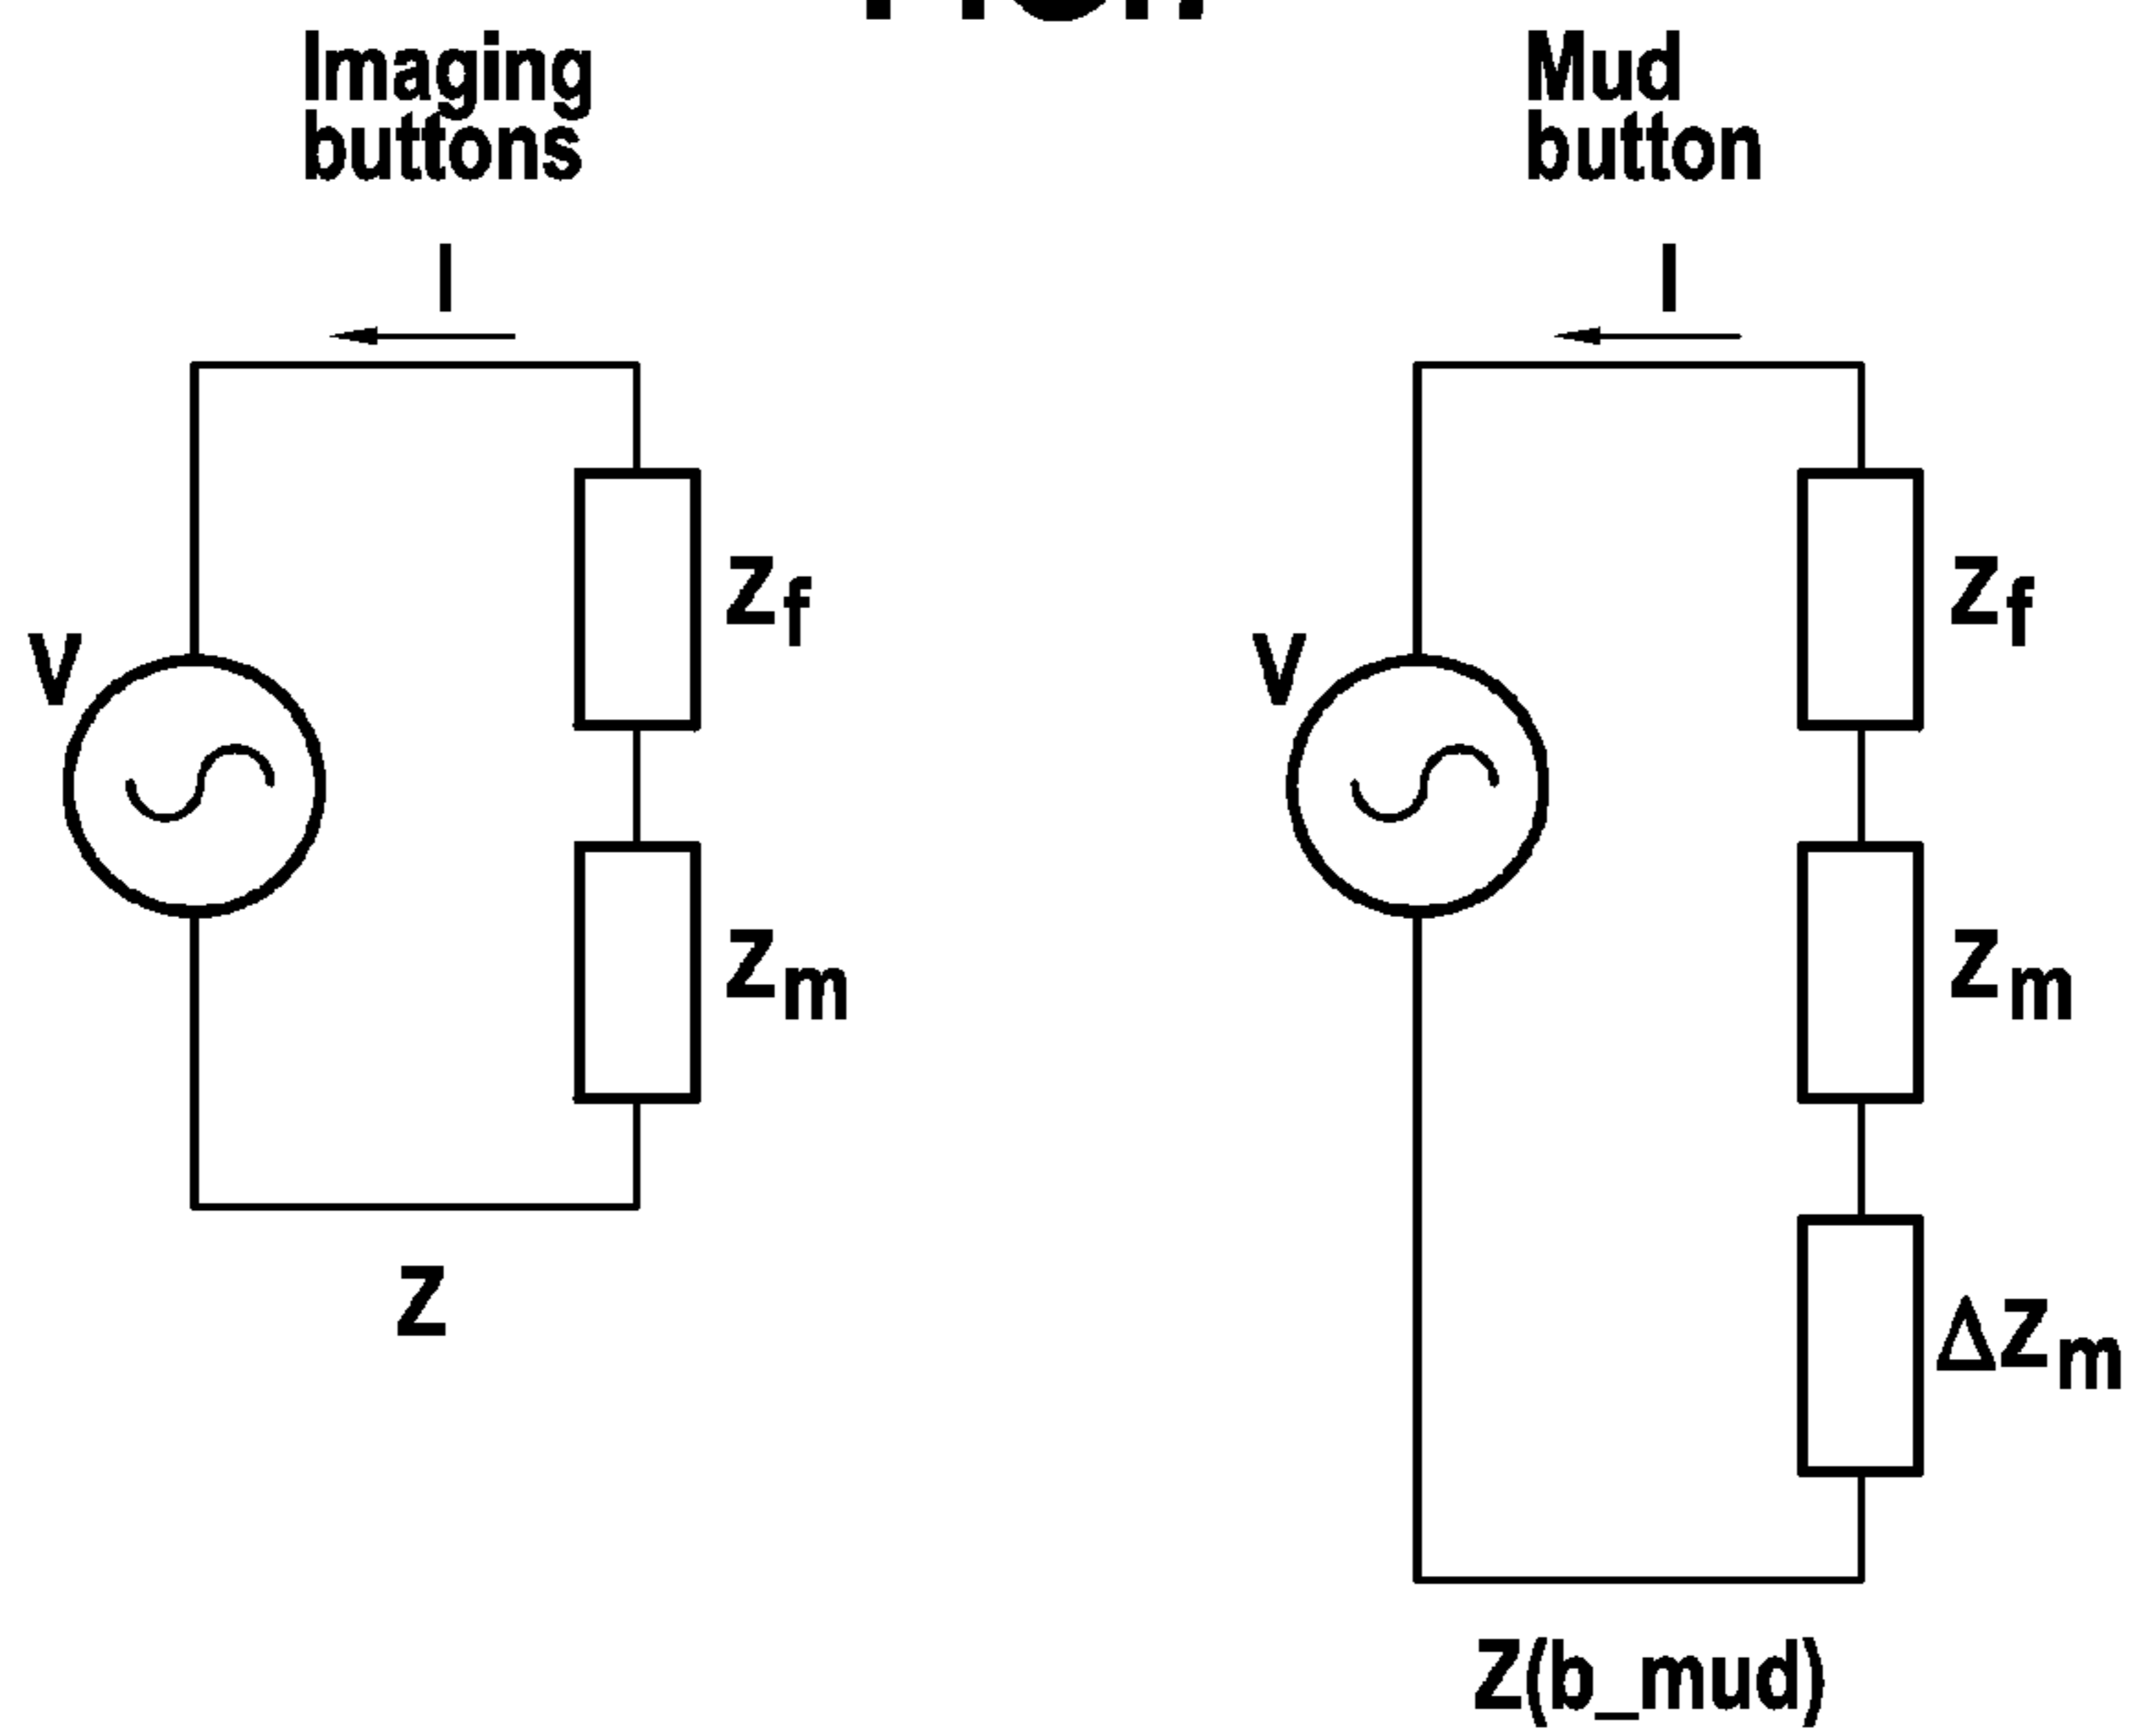 Imaging
buttons
I
V
Zf
Zm
Z
Mud
button
I
V
Zf
Zm
ΔZm
Z(b_mud)